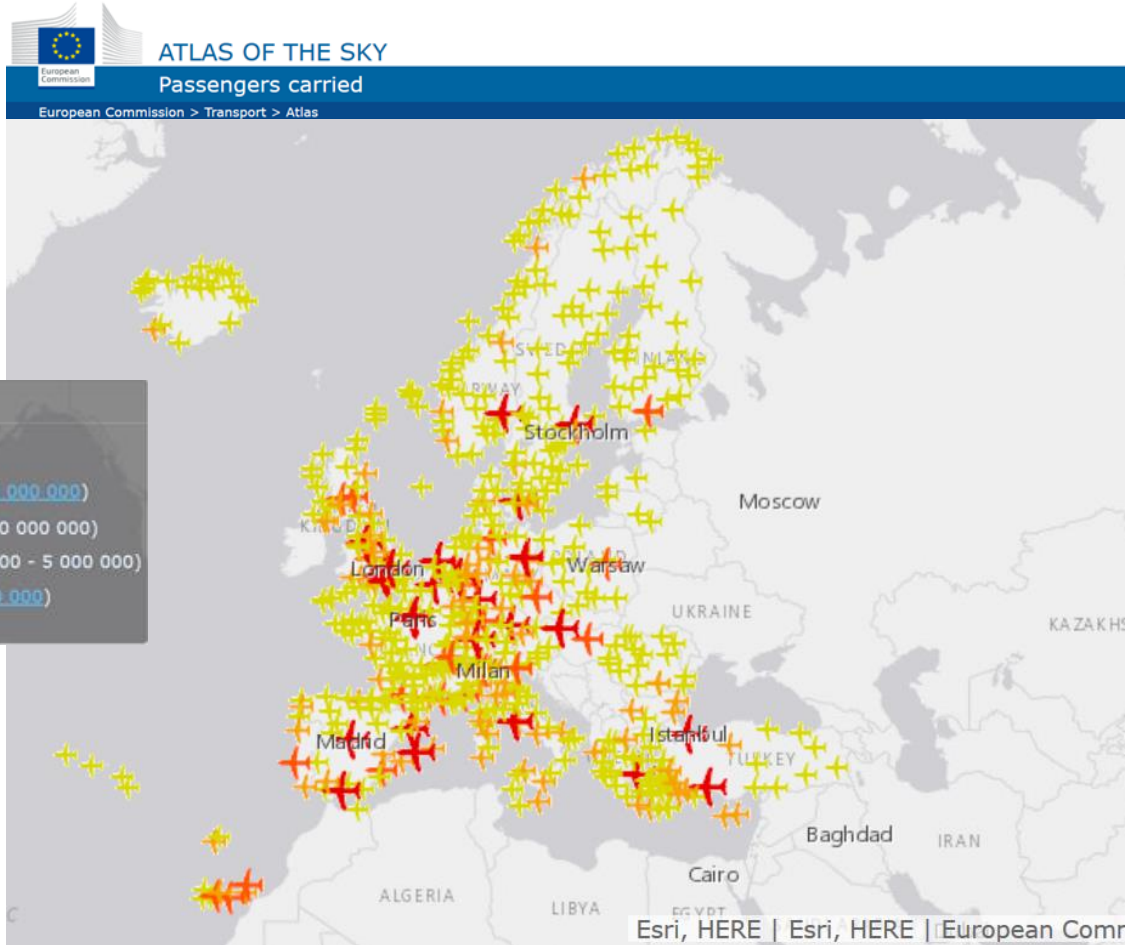 European
Commission
ATLAS OF THE SKY
Passengers carried
European Commission > Transport > Atlas
Stockholm
Moscow
London
Warsaw
Paris
UKRAINE
KAZAKHS
Milan
Madrid
Istanbul
TURKEY
Baghdad
IRAN
Cairo
ALGERIA
LIBYA
EGYPT
000 000)
0 000 000)
00 - 5 000 000)
000)
Esri, HERE | Esri, HERE | European Comm